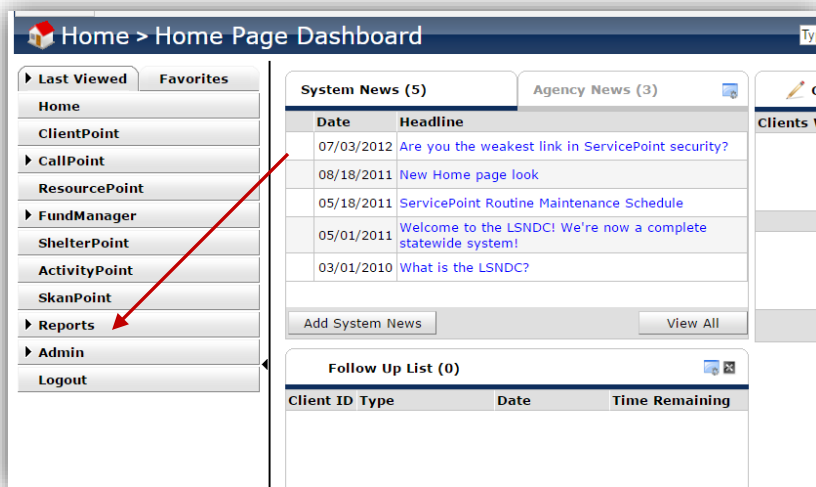 Home > Home Page Dashboard
Last Viewed Favorites
Home
ClientPoint
CallPoint
ResourcePoint
FundManager
ShelterPoint
ActivityPoint
SkanPoint
Reports
Admin
Logout
System News (5) Agency News (3)
Date Headline
07/03/2012 Are you the weakest link in ServicePoint security?
08/18/2011 New Home page look
05/18/2011 ServicePoint Routine Maintenance Schedule
05/01/2011 Welcome to the LSNDC! We're now a complete
statewide system!
03/01/2010 What is the LSNDC?
Add System News View All
Follow Up List (0)
Client ID Type Date Time Remaining
Clients